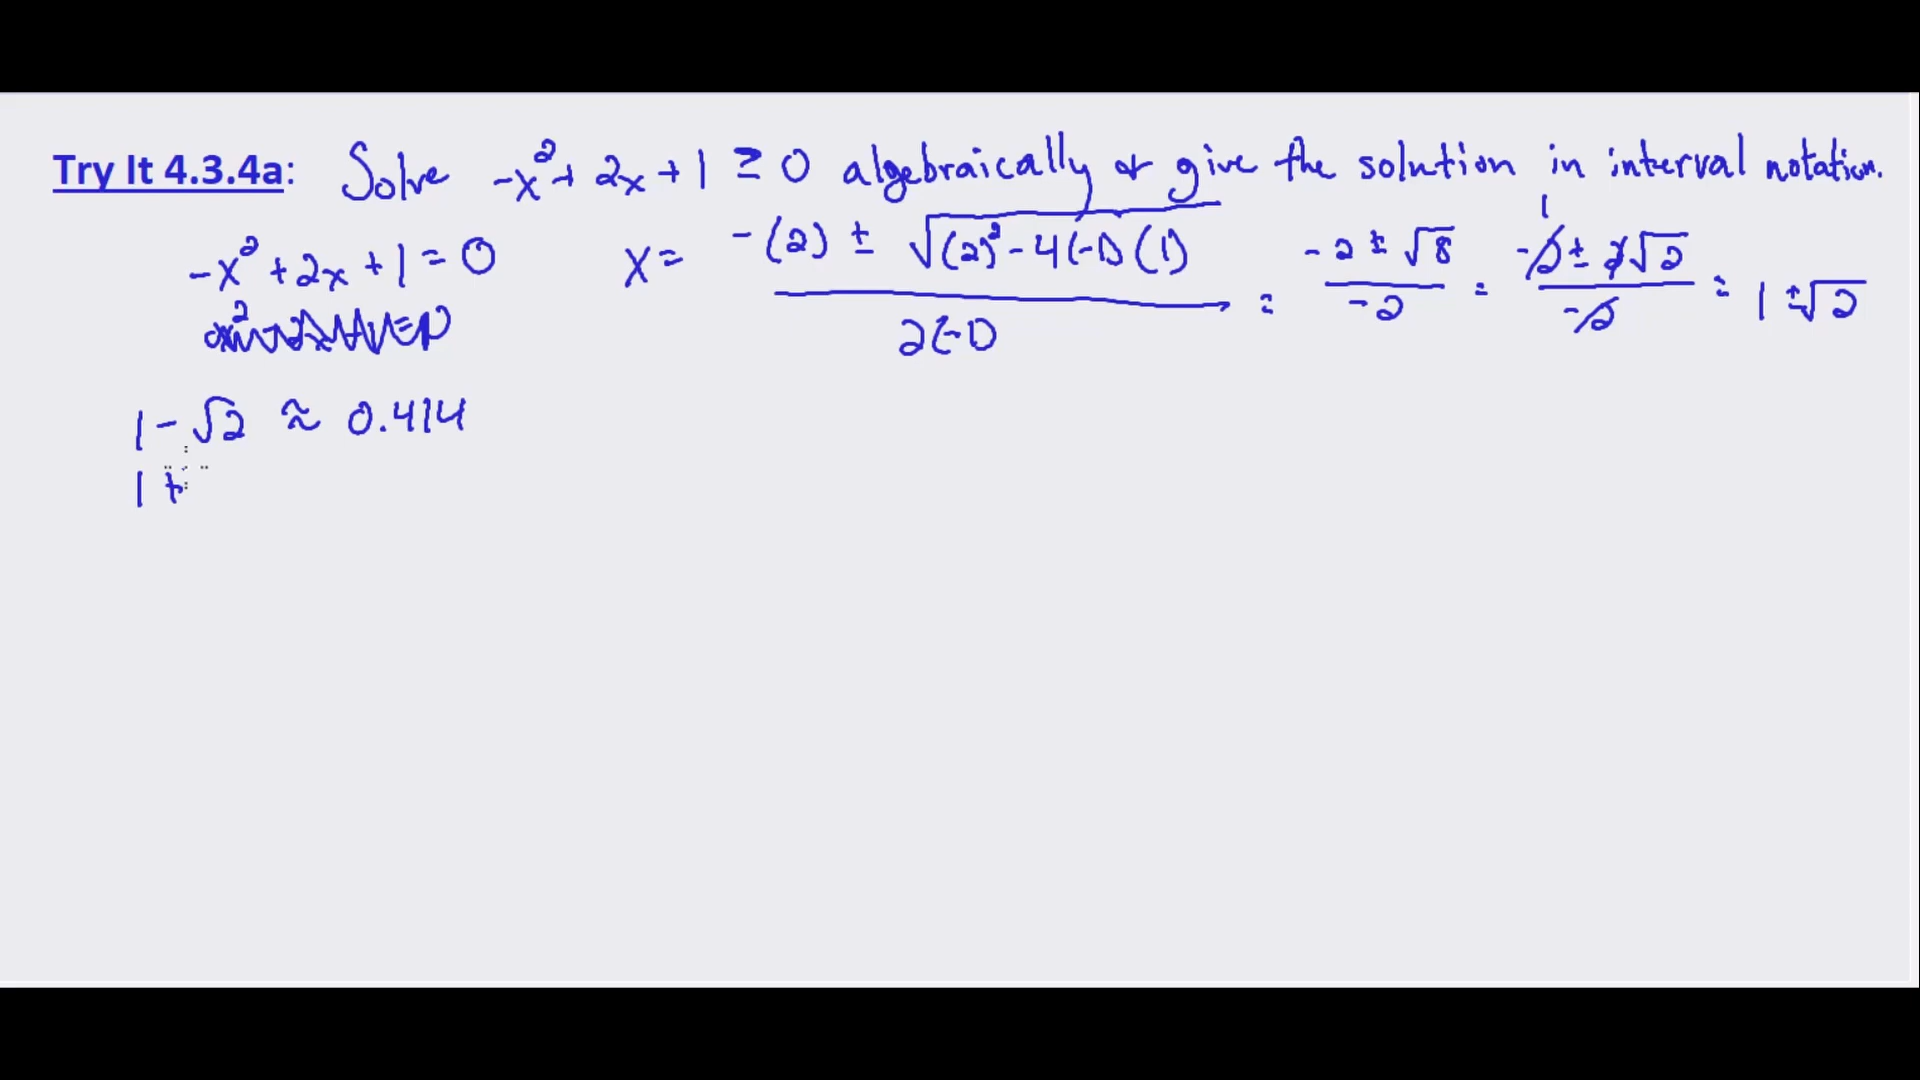 Try It 4.3.4a: Solve -x² + 2x + 1 ≥ 0 algebraically & give the solution in interval notation.
-x² + 2x + 1 = 0 x = (-(2) ± √((2)² - 4(-1)(1))) / 2(-1) = (-2 ± √8) / -2 = (-2 ± 2√2) / -2 = 1 ± √2
1 - √2 ≈ 0.414
1 +